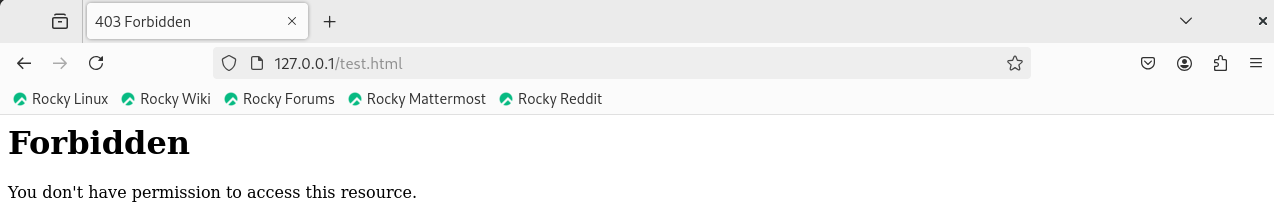 403 Forbidden
127.0.0.1/test.html
Rocky Linux Rocky Wiki Rocky Forums Rocky Mattermost Rocky Reddit
Forbidden
You don't have permission to access this resource.